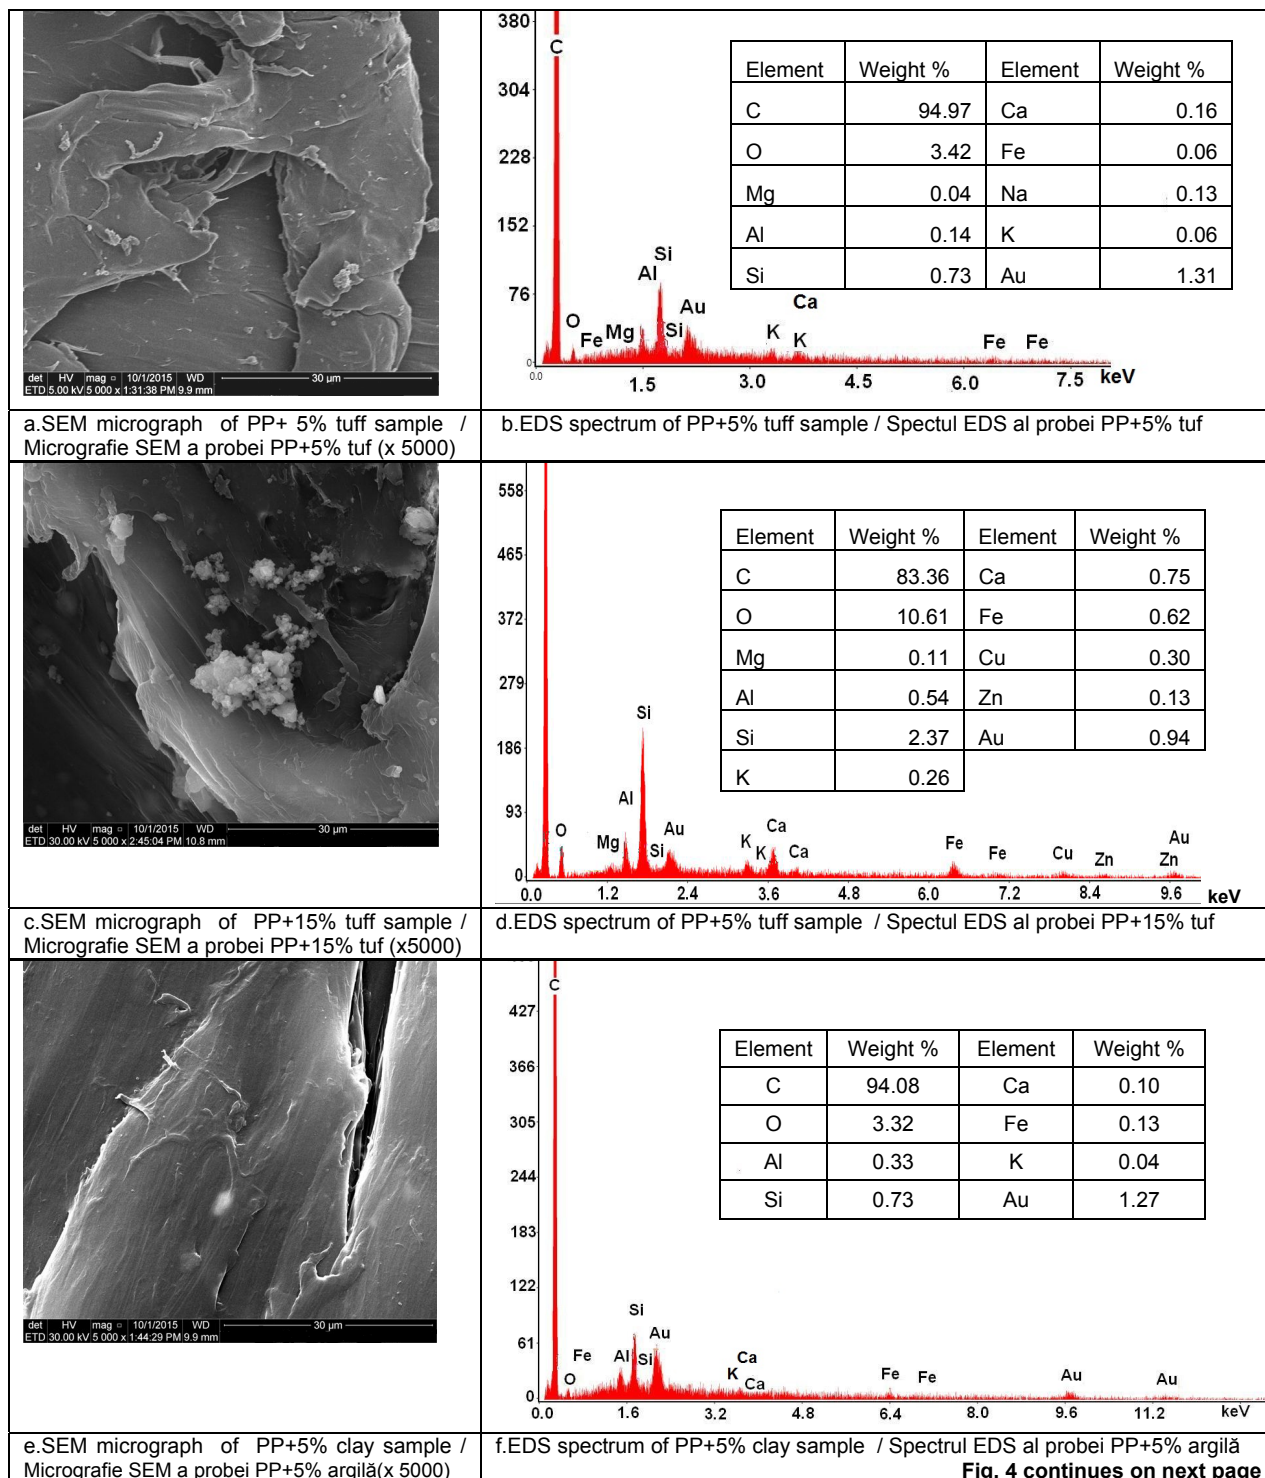 380
304
228
152
76
0
C
O
Fe
Mg
Al
Si
Si
Au
K
Ca
K
Fe
Fe
0.0
1.5
3.0
4.5
6.0
7.5
keV
Element Weight % Element Weight %
C 94.97 Ca 0.16
O 3.42 Fe 0.06
Mg 0.04 Na 0.13
Al 0.14 K 0.06
Si 0.73 Au 1.31
det HV mag □ 10/1/2015 WD 30 µm
ETD 5.00 kV 5 000 x 1:31:38 PM 9.9 mm
a.SEM micrograph of PP+ 5% tuff sample /
Micrografie SEM a probei PP+5% tuf (x 5000)
b.EDS spectrum of PP+5% tuff sample / Spectul EDS al probei PP+5% tuf
558
465
372
279
186
93
0
O
Mg
Al
Si
Si
Au
K
K
Ca
Ca
Fe
Fe
Cu
Zn
Zn
Au
0.0
1.2
2.4
3.6
4.8
6.0
7.2
8.4
9.6
keV
Element Weight % Element Weight %
C 83.36 Ca 0.75
O 10.61 Fe 0.62
Mg 0.11 Cu 0.30
Al 0.54 Zn 0.13
Si 2.37 Au 0.94
K 0.26
det HV mag □ 10/1/2015 WD 30 µm
ETD 30.00 kV 5 000 x 2:45:04 PM 10.8 mm
c.SEM micrograph of PP+15% tuff sample /
Micrografie SEM a probei PP+15% tuf (x5000)
d.EDS spectrum of PP+5% tuff sample / Spectul EDS al probei PP+15% tuf
427
366
305
244
183
122
61
0
C
O
Fe
Al
Si
Si
Au
K
Ca
Ca
Fe
Fe
Au
Au
0.0
1.6
3.2
4.8
6.4
8.0
9.6
11.2
keV
Element Weight % Element Weight %
C 94.08 Ca 0.10
O 3.32 Fe 0.13
Al 0.33 K 0.04
Si 0.73 Au 1.27
det HV mag □ 10/1/2015 WD 30 µm
ETD 30.00 kV 5 000 x 1:44:29 PM 9.9 mm
e.SEM micrograph of PP+5% clay sample /
Micrografie SEM a probei PP+5% argilă(x 5000)
f.EDS spectrum of PP+5% clay sample / Spectrul EDS al probei PP+5% argilă
Fig. 4 continues on next page